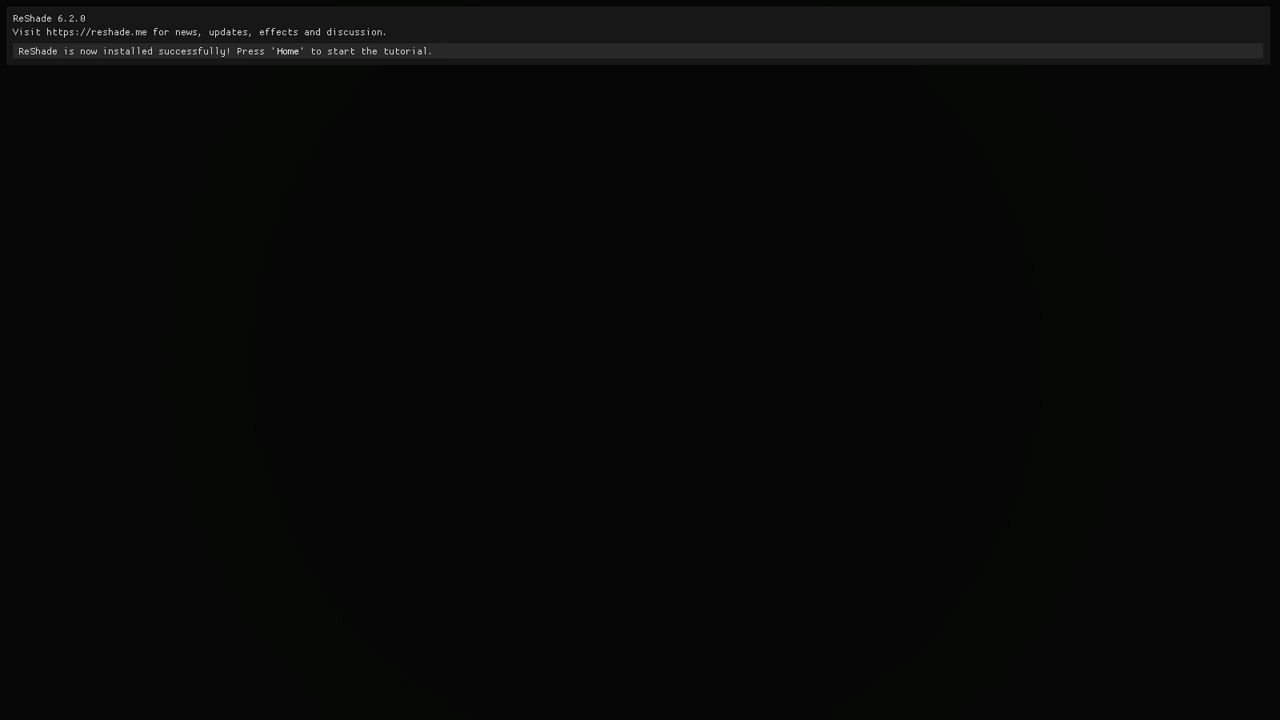 ReShade 6.2.0
Visit https://reshade.me for news, updates, effects and discussion.
ReShade is now installed successfully! Press 'Home' to start the tutorial.